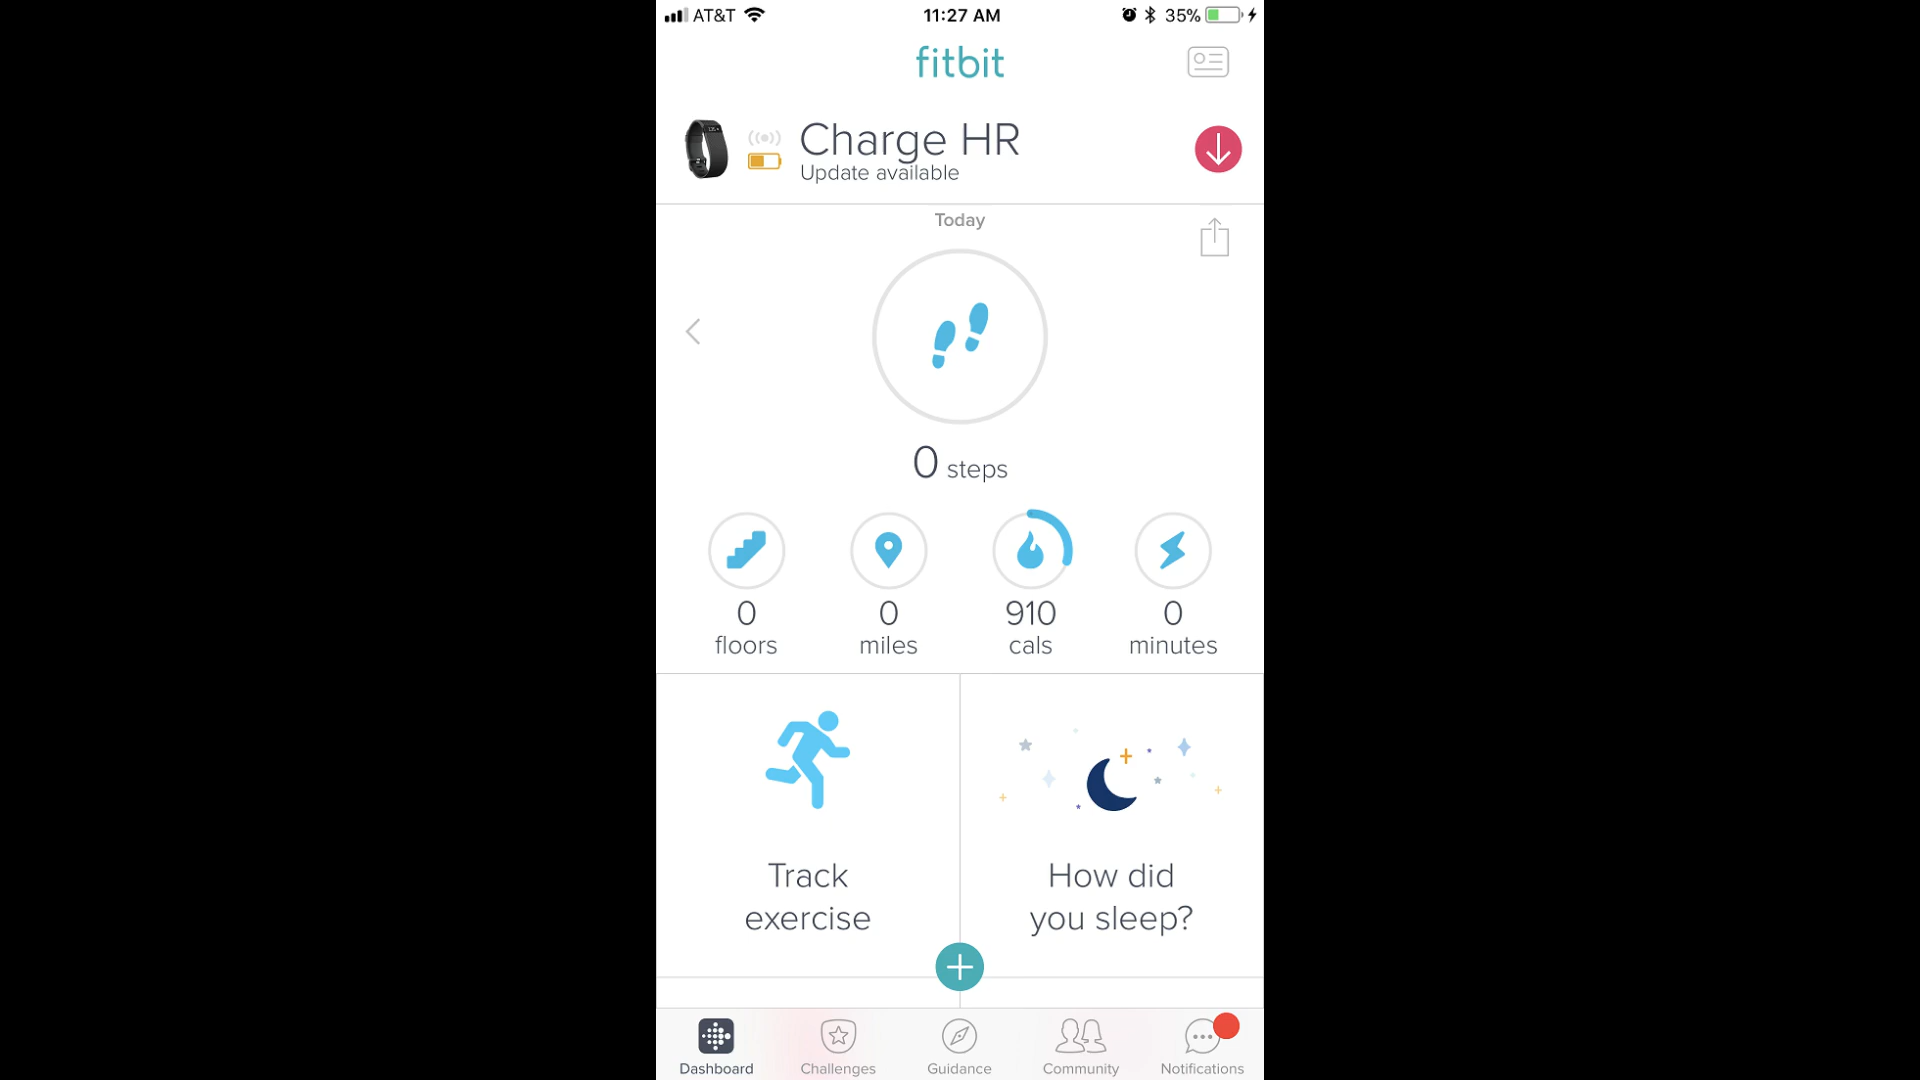 AT&T 11:27 AM 35%
fitbit
Charge HR
Update available
Today
0 steps
0 0 910 0
floors miles cals minutes
Track
exercise
How did
you sleep?
Dashboard Challenges Guidance Community Notifications